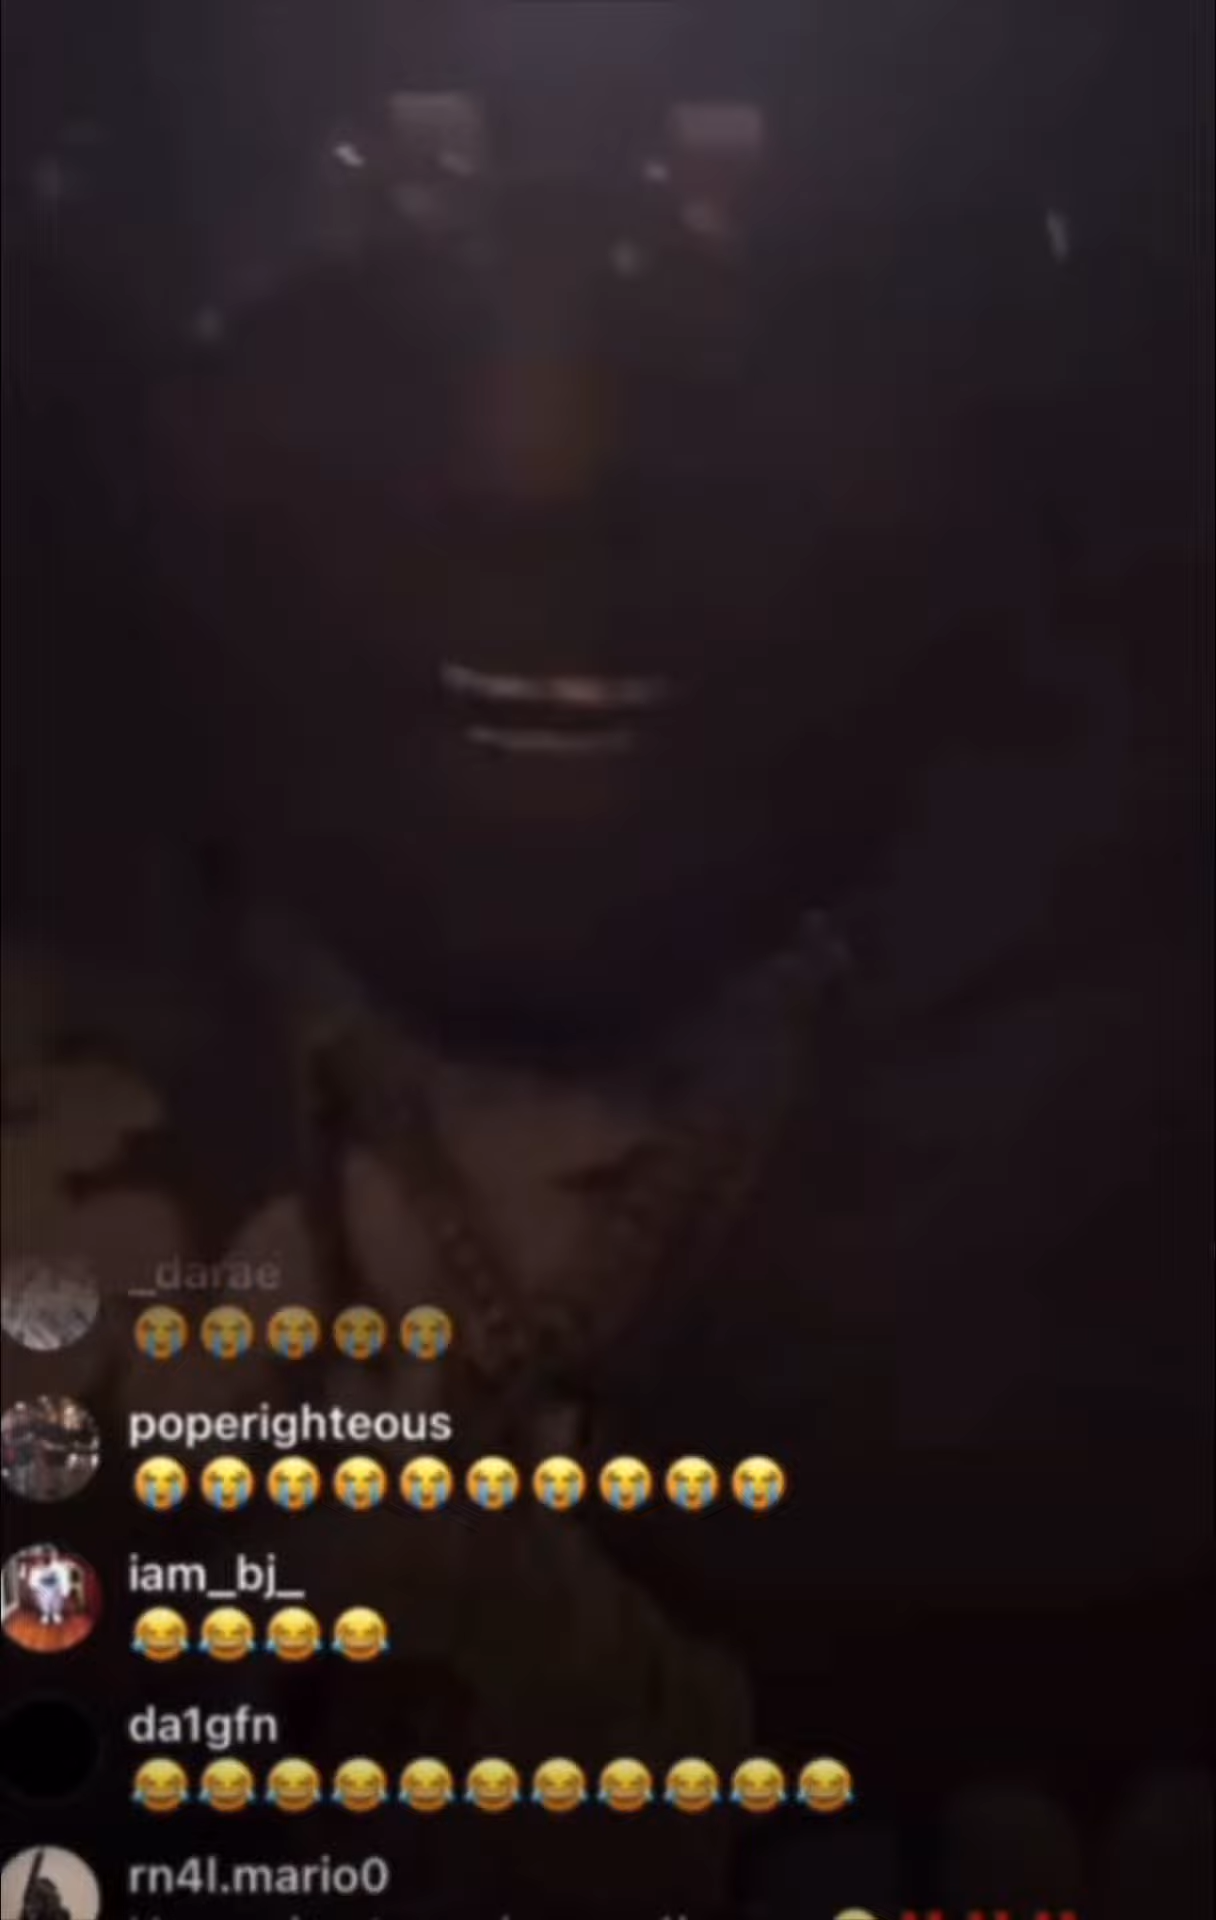 _darae
😭😭😭😭😭
poperighteous
😭😭😭😭😭😭😭😭😭😭
iam_bj_
😂😂😂😂
da1gfn
😂😂😂😂😂😂😂😂😂😂😂
rn4l.mario0